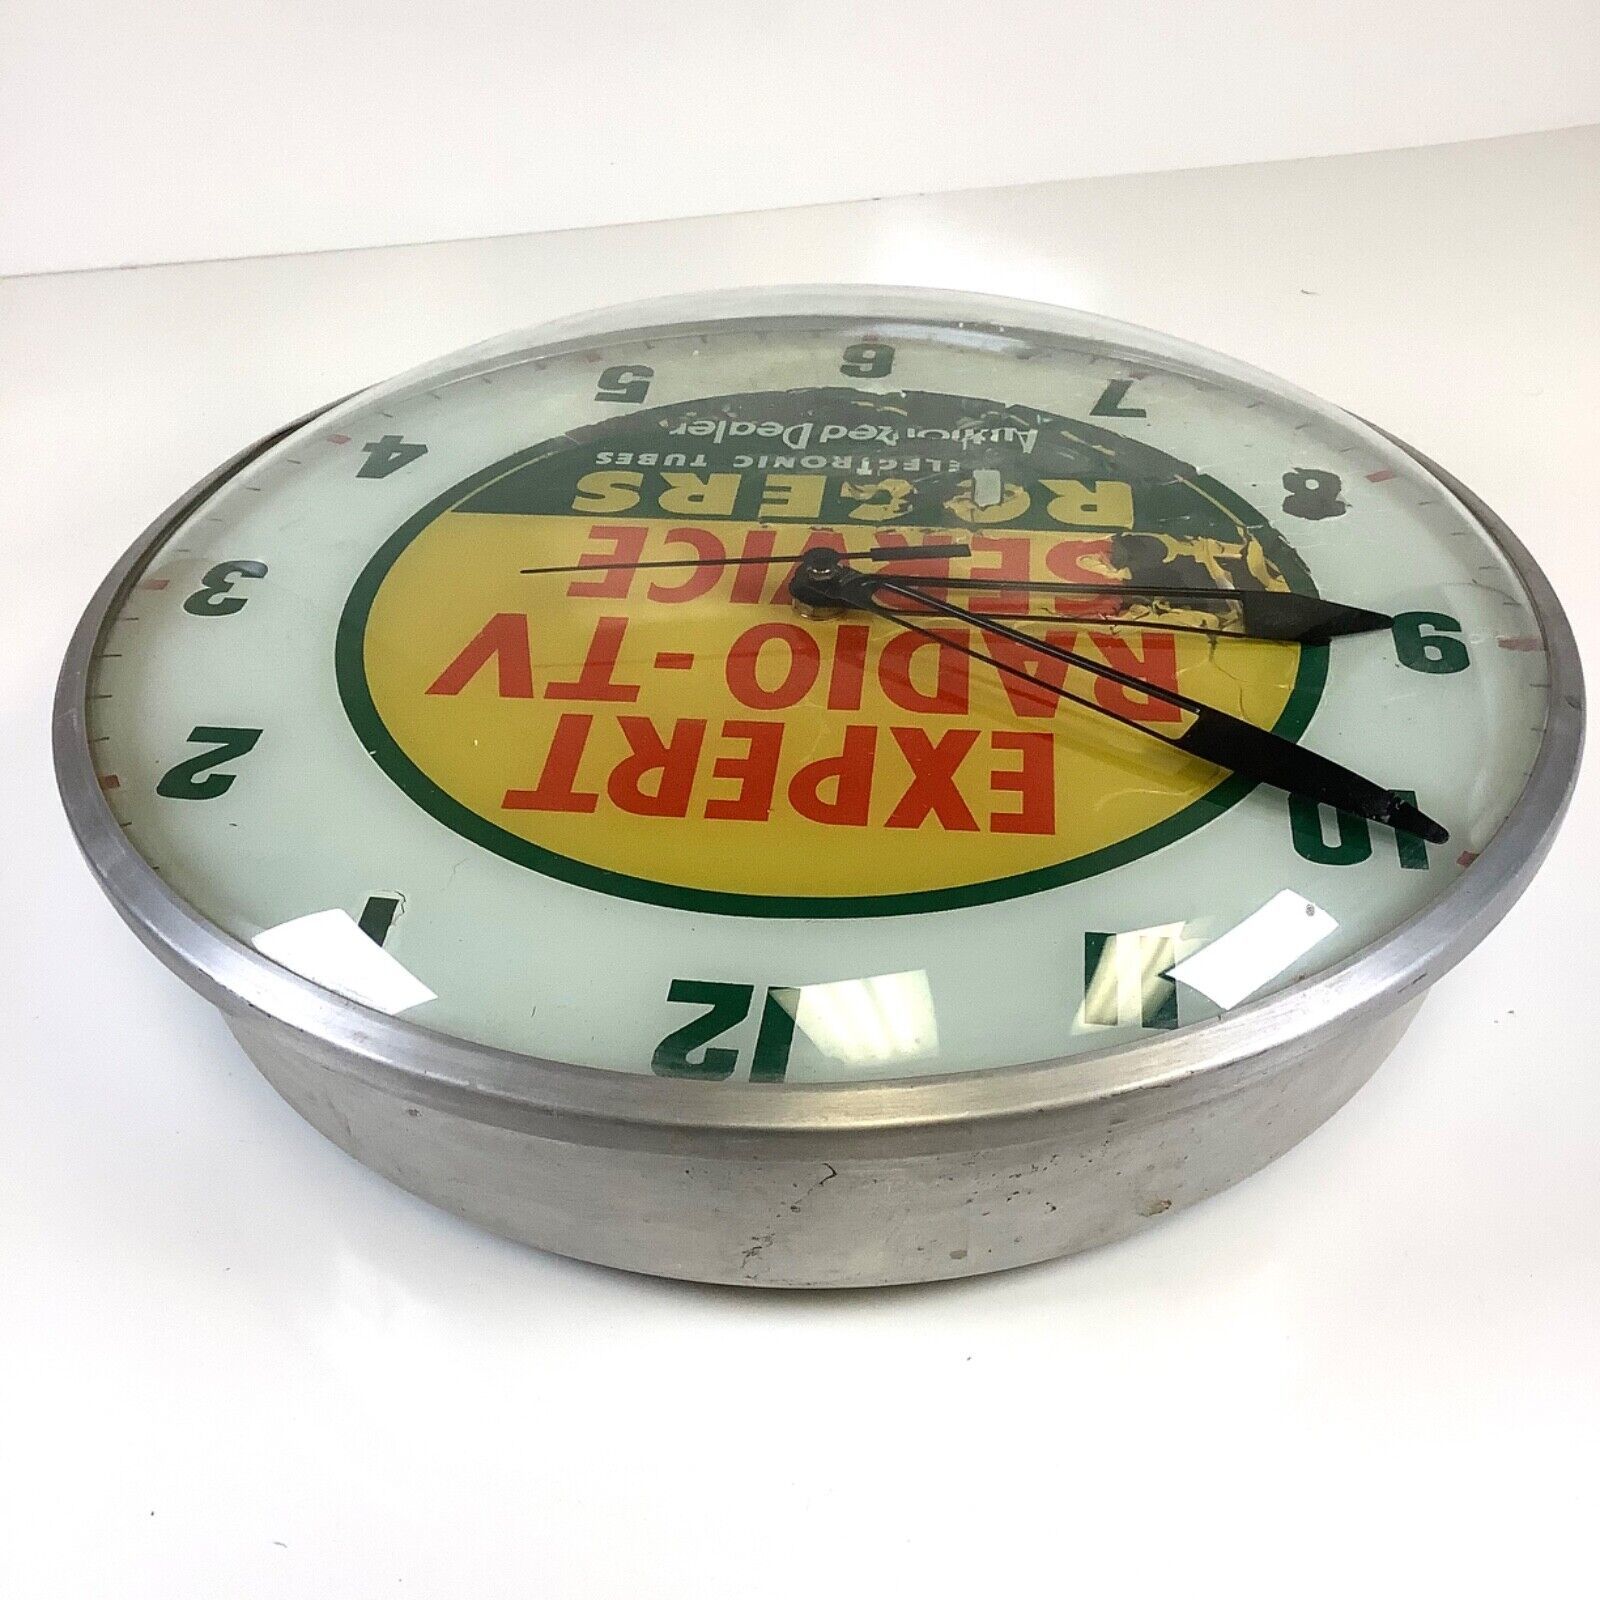 12
1
2
3
4
5
6
7
8
9
10
11
EXPERT
RADIO-TV
SERVICE
ROGERS
ELECTRONIC TUBES
Authorized Dealer